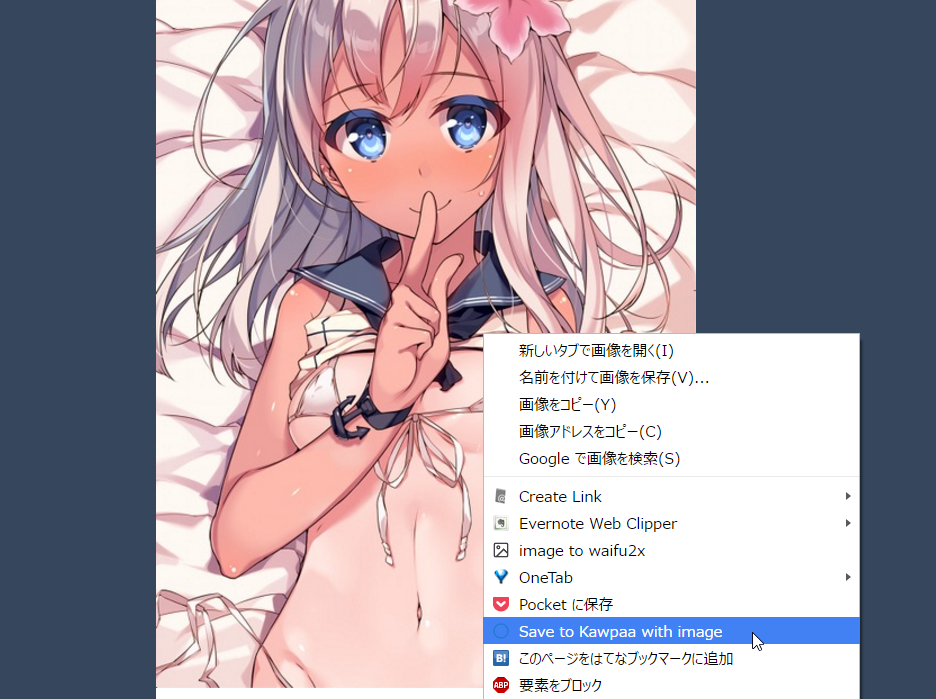 新しいタブで画像を開く(I)
名前を付けて画像を保存(V)...
画像をコピー(Y)
画像アドレスをコピー(C)
Google で画像を検索(S)
Create Link
Evernote Web Clipper
image to waifu2x
OneTab
Pocket に保存
Save to Kawpaa with image
B! このページをはてなブックマークに追加
ABP 要素をブロック